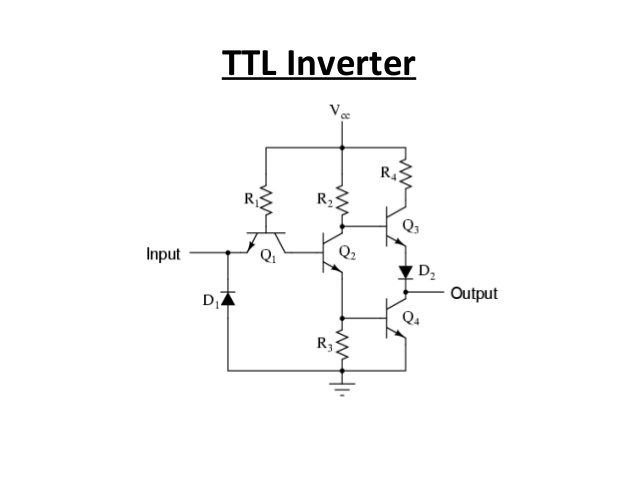 TTL Inverter
Vcc
R4
R1
R2
Q3
Input
Q1
Q2
D2
D1
Output
Q4
R3